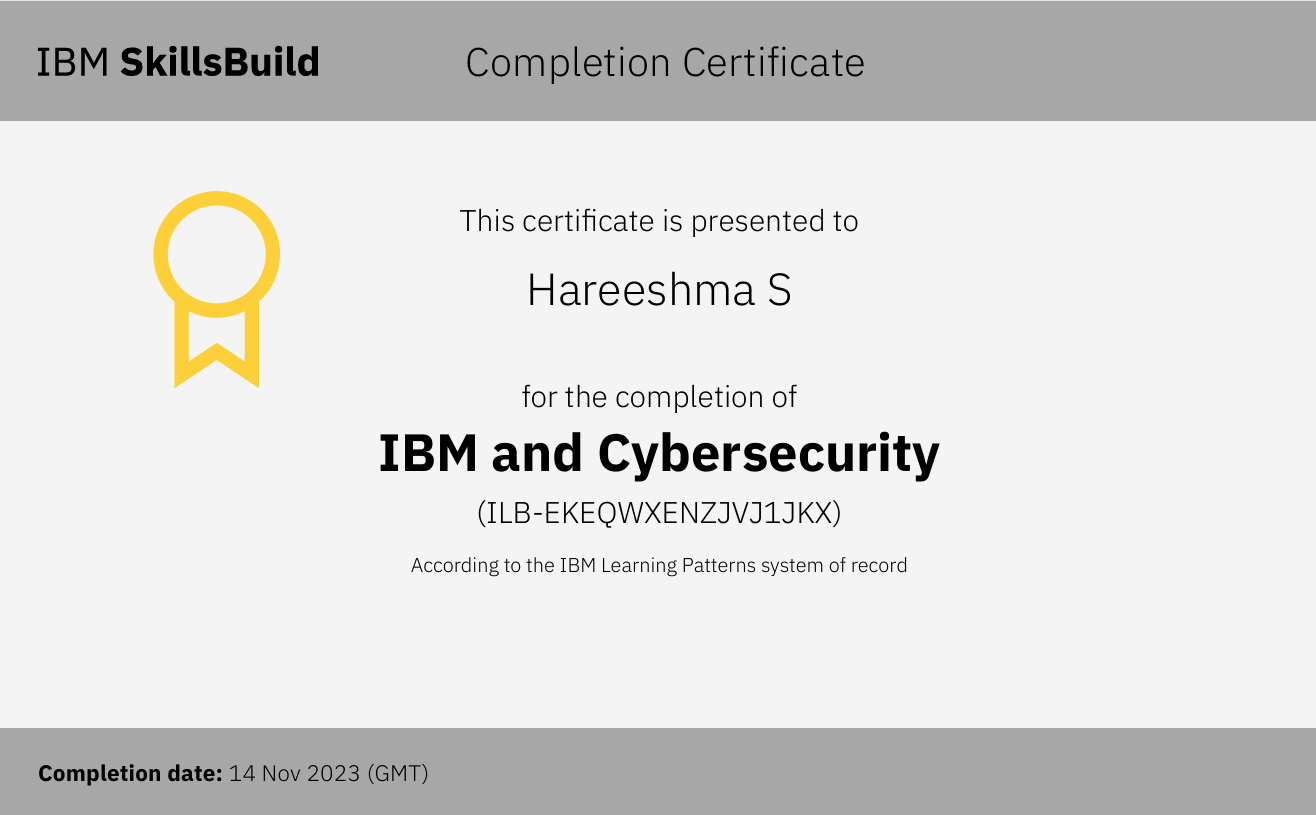 IBM SkillsBuild
Completion Certificate
This certificate is presented to
Hareeshma S
for the completion of
IBM and Cybersecurity
(ILB-EKEQWXENZJVJ1JKX)
According to the IBM Learning Patterns system of record
Completion date: 14 Nov 2023 (GMT)